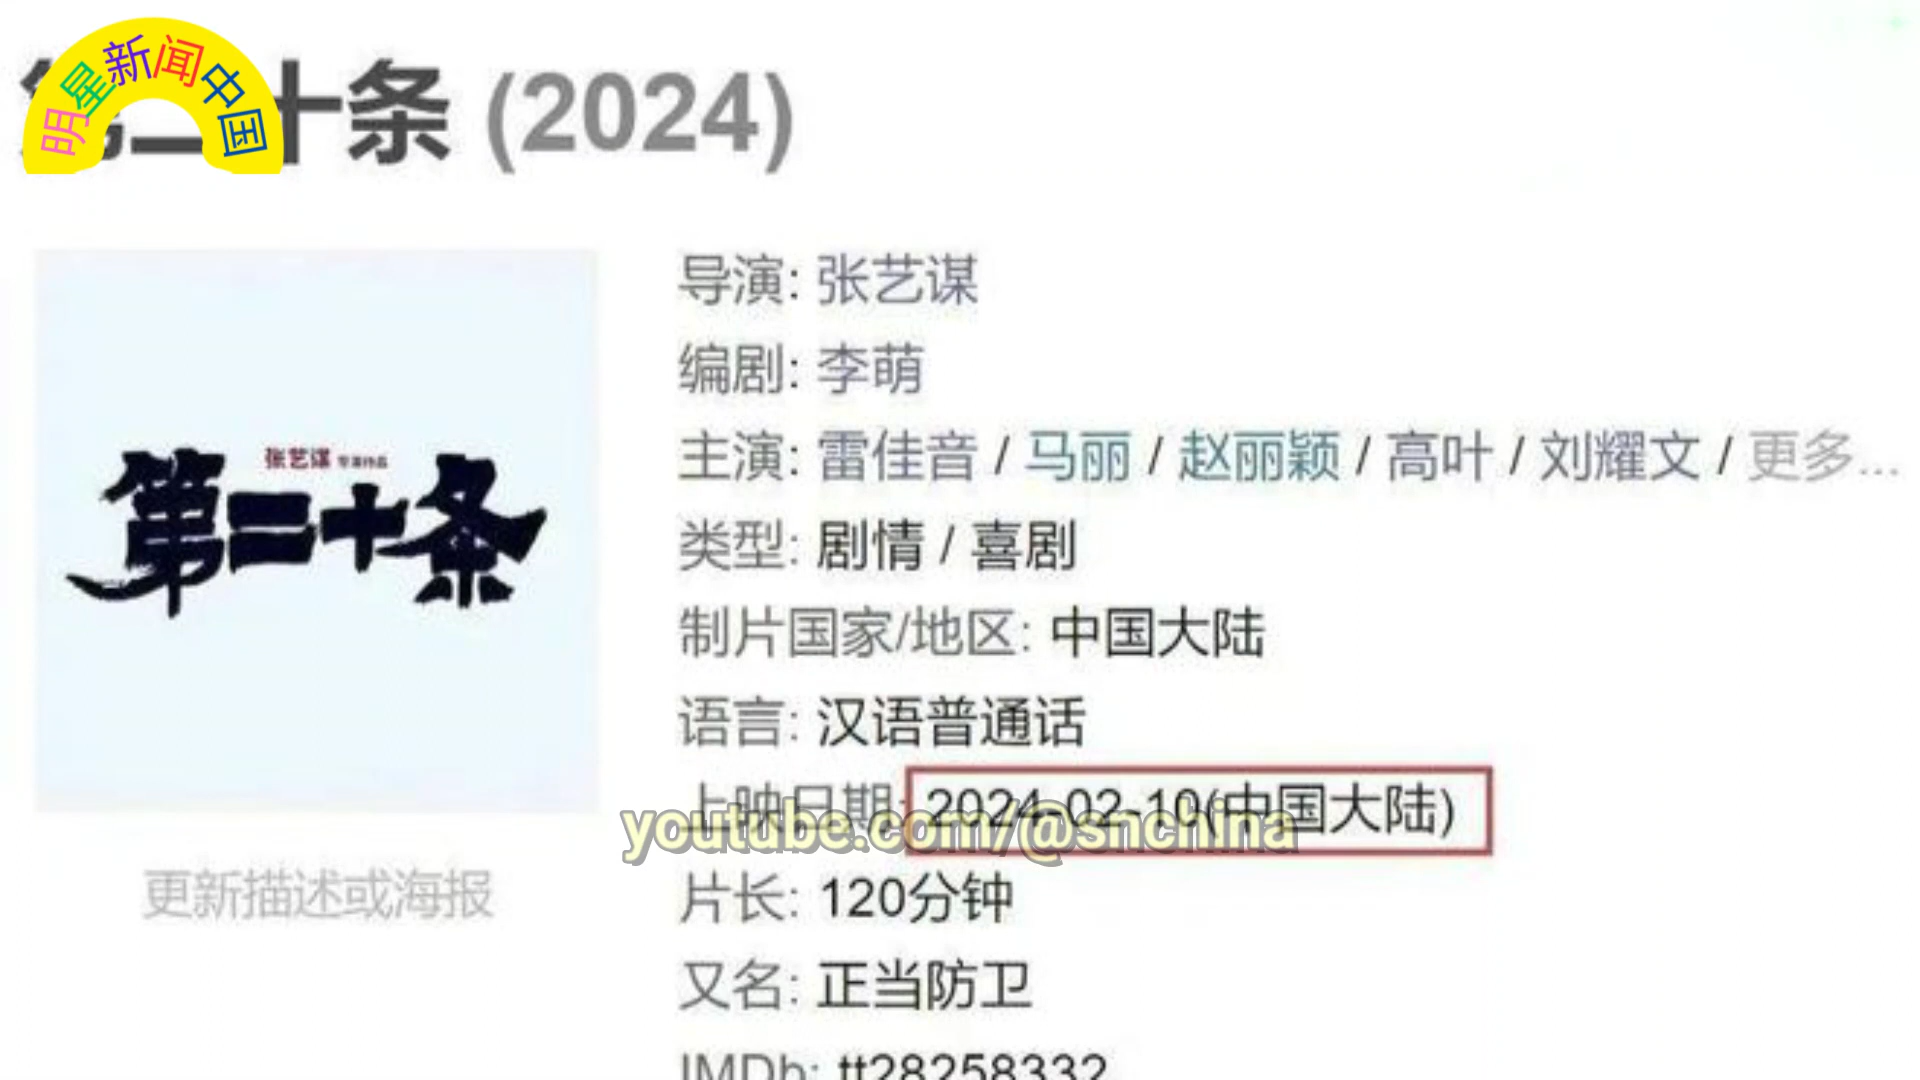 明星新闻中国
第二十条 (2024)
张艺谋
第二十条
更新描述或海报
导演: 张艺谋
编剧: 李萌
主演: 雷佳音 / 马丽 / 赵丽颖 / 高叶 / 刘耀文 / 更多...
类型: 剧情 / 喜剧
制片国家/地区: 中国大陆
语言: 汉语普通话
上映日期: 2024-02-10(中国大陆)
youtube.com/@snchina
片长: 120分钟
又名: 正当防卫
IMDb: tt28258332